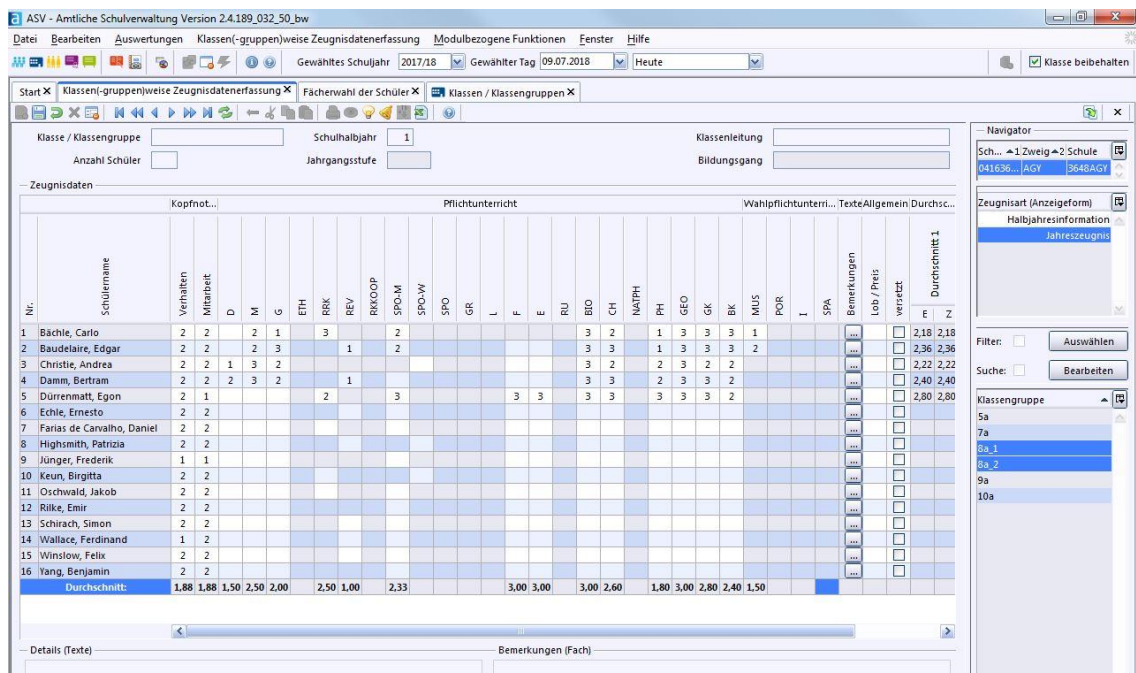 ASV - Amtliche Schulverwaltung Version 2.4.189_032_50_bw
Datei Bearbeiten Auswertungen Klassen(-gruppen)weise Zeugnisdatenerfassung Modulbezogene Funktionen Fenster Hilfe
Gewähltes Schuljahr 2017/18 Gewählter Tag 09.07.2018 Heute Klasse beibehalten
Start Klassen(-gruppen)weise Zeugnisdatenerfassung Fächerwahl der Schüler Klassen / Klassengruppen
Klasse / Klassengruppe Schulhalbjahr 1 Klassenleitung
Anzahl Schüler Jahrgangsstufe Bildungsgang
Zeugnisdaten
Kopfnot... Pflichtunterricht Wahlpflichtunterri... Texte Allgemein Durchsc...
Nr. Schülername Verhalten Mitarbeit D M G ETH RRK REV RKKOOP SPO-M SPO-W SPO GR L F E RU BIO CH NATPH PH GEO GK BK MUS POR I SPA Bemerkungen Lob / Preis versetzt Durchschnitt 1
E Z
1 Bächle, Carlo 2 2 2 1 3 2 3 2 1 3 3 3 1 ... 2,18 2,18
2 Baudelaire, Edgar 2 2 2 3 1 2 3 3 1 3 3 3 2 ... 2,36 2,36
3 Christie, Andrea 2 2 1 3 2 3 2 2 3 2 2 ... 2,22 2,22
4 Damm, Bertram 2 2 2 3 2 1 3 3 2 3 3 2 ... 2,40 2,40
5 Dürrenmatt, Egon 2 1 2 3 3 3 3 3 3 3 3 2 ... 2,80 2,80
6 Echle, Ernesto 2 2 ...
7 Farias de Carvalho, Daniel 2 2 ...
8 Highsmith, Patrizia 2 2 ...
9 Jünger, Frederik 1 1 ...
10 Keun, Birgitta 2 2 ...
11 Oschwald, Jakob 2 2 ...
12 Rilke, Emir 2 2 ...
13 Schirach, Simon 2 2 ...
14 Wallace, Ferdinand 1 2 ...
15 Winslow, Felix 2 2 ...
16 Yang, Benjamin 2 2 ...
Durchschnitt: 1,88 1,88 1,50 2,50 2,00 2,50 1,00 2,33 3,00 3,00 3,00 2,60 1,80 3,00 2,80 2,40 1,50
Details (Texte) Bemerkungen (Fach)
Navigator
Sch... 1 Zweig 2 Schule
041636... AGY 3648AGY
Zeugnisart (Anzeigeform)
Halbjahresinformation
Jahreszeugnis
Filter: Auswählen
Suche: Bearbeiten
Klassengruppe
5a
7a
8a_1
8a_2
9a
10a